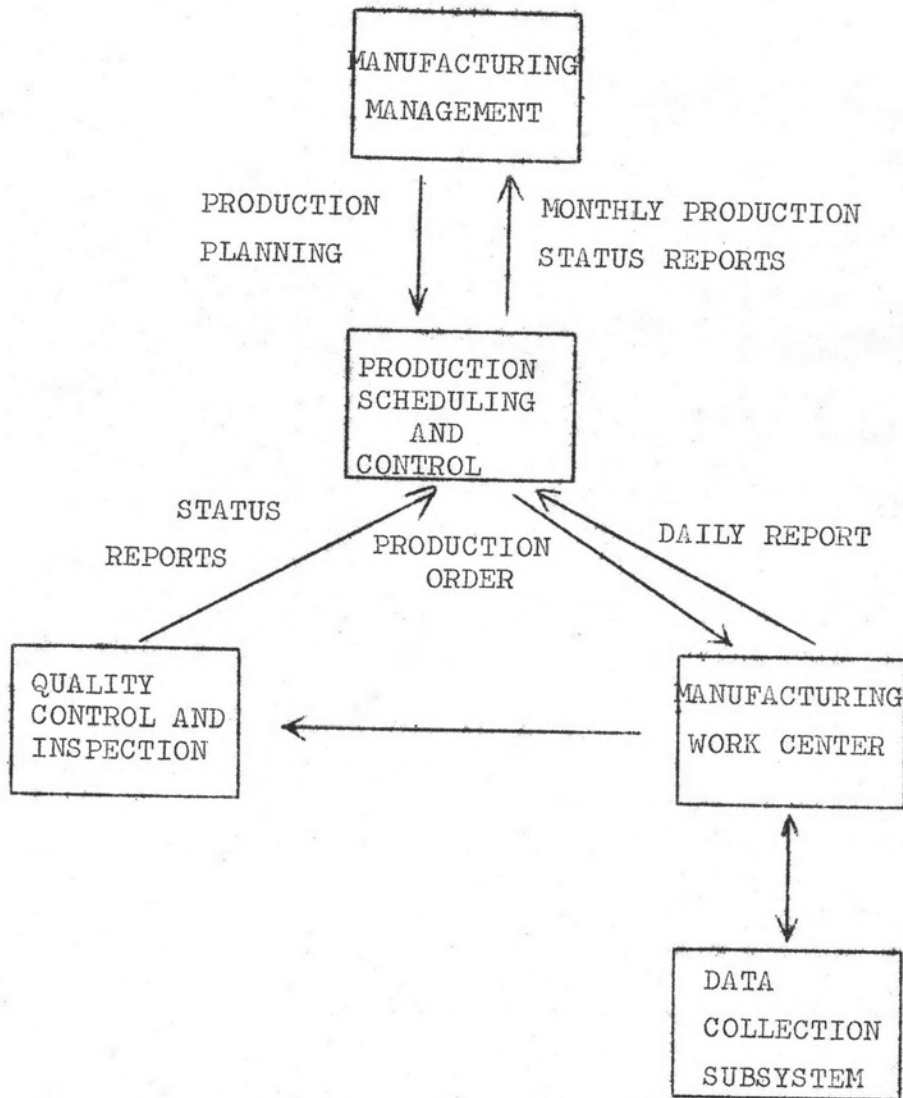 MANUFACTURING
MANAGEMENT
PRODUCTION
PLANNING
MONTHLY PRODUCTION
STATUS REPORTS
PRODUCTION
SCHEDULING
AND
CONTROL
STATUS
REPORTS
PRODUCTION
ORDER
DAILY REPORT
QUALITY
CONTROL AND
INSPECTION
MANUFACTURING
WORK CENTER
DATA
COLLECTION
SUBSYSTEM